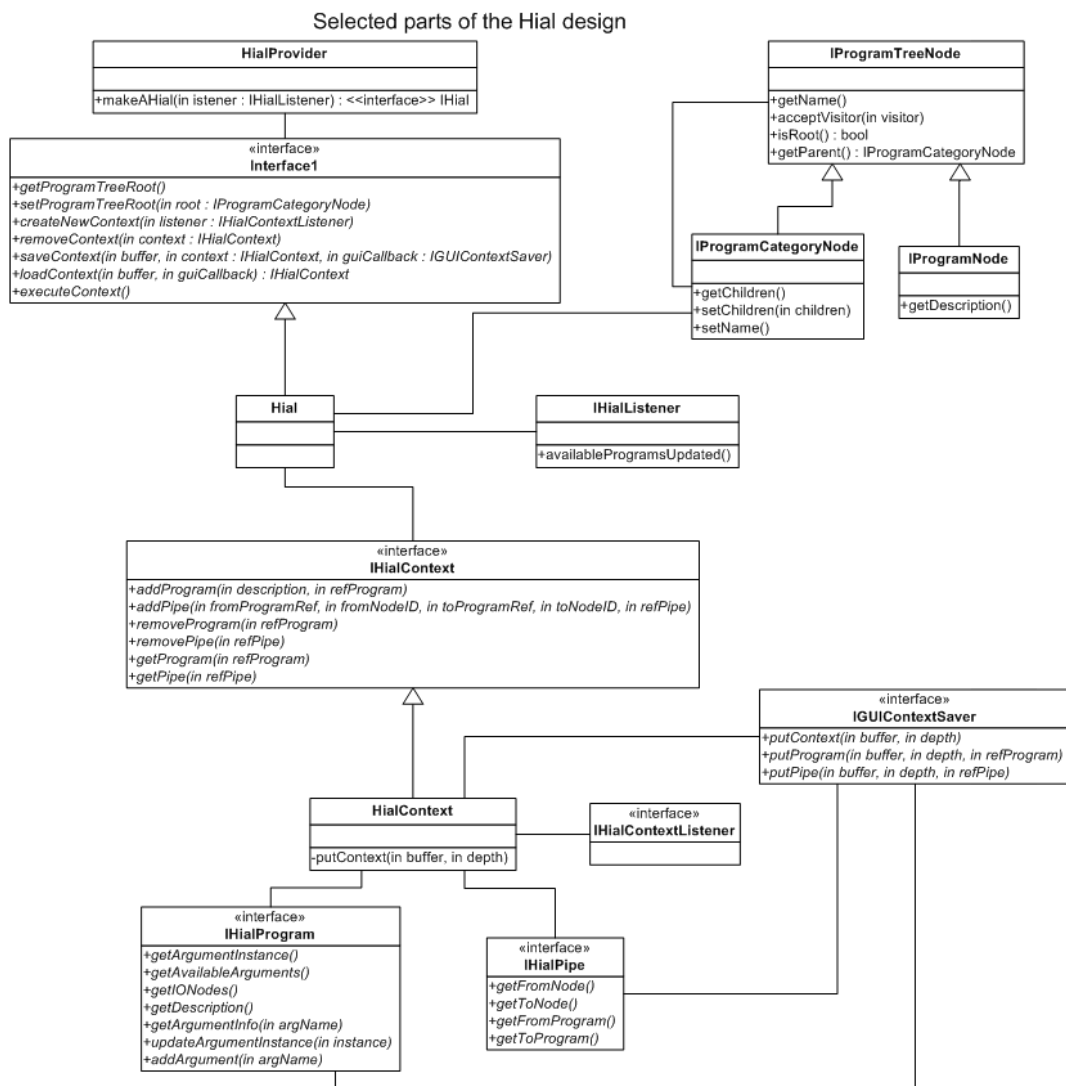 Selected parts of the Hial design
HialProvider
+makeAHial(in istener : IHialListener) : <<interface>> IHial
IProgramTreeNode
+getName()
+acceptVisitor(in visitor)
+isRoot() : bool
+getParent() : IProgramCategoryNode
«interface»
Interface1
+getProgramTreeRoot()
+setProgramTreeRoot(in root : IProgramCategoryNode)
+createNewContext(in listener : IHialContextListener)
+removeContext(in context : IHialContext)
+saveContext(in buffer, in context : IHialContext, in guiCallback : IGUIContextSaver)
+loadContext(in buffer, in guiCallback) : IHialContext
+executeContext()
IProgramCategoryNode
+getChildren()
+setChildren(in children)
+setName()
IProgramNode
+getDescription()
Hial
IHialListener
+availableProgramsUpdated()
«interface»
IHialContext
+addProgram(in description, in refProgram)
+addPipe(in fromProgramRef, in fromNodeID, in toProgramRef, in toNodeID, in refPipe)
+removeProgram(in refProgram)
+removePipe(in refPipe)
+getProgram(in refProgram)
+getPipe(in refPipe)
«interface»
IGUIContextSaver
+putContext(in buffer, in depth)
+putProgram(in buffer, in depth, in refProgram)
+putPipe(in buffer, in depth, in refPipe)
HialContext
-putContext(in buffer, in depth)
«interface»
IHialContextListener
«interface»
IHialProgram
+getArgumentInstance()
+getAvailableArguments()
+getIONodes()
+getDescription()
+getArgumentInfo(in argName)
+updateArgumentInstance(in instance)
+addArgument(in argName)
«interface»
IHialPipe
+getFromNode()
+getToNode()
+getFromProgram()
+getToProgram()